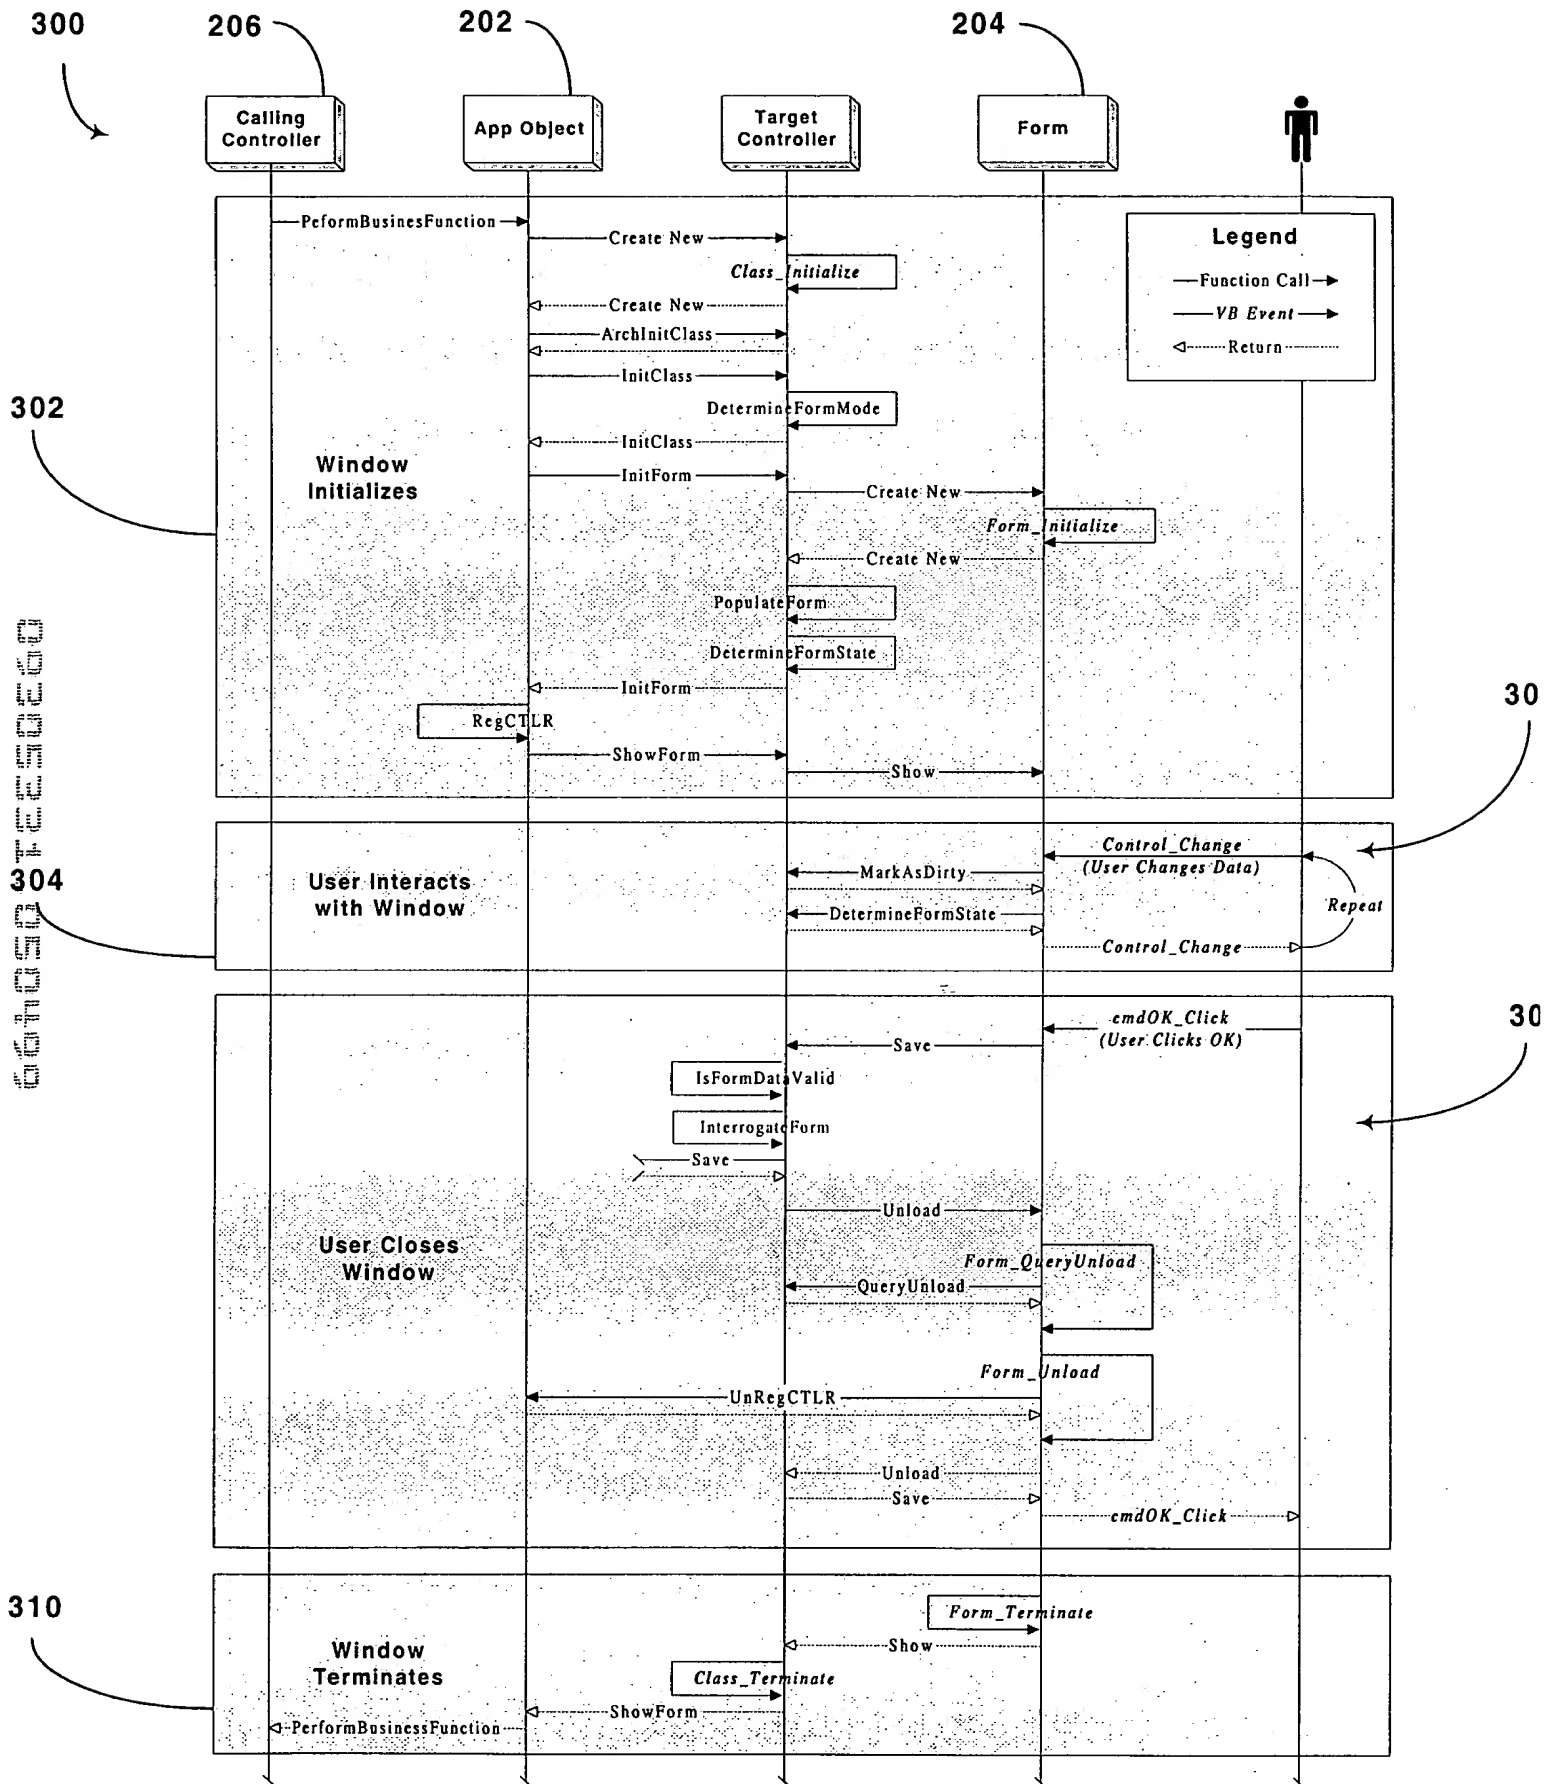 300
206
202
204
Calling
Controller
App Object
Target
Controller
Form
PeformBusinesFunction
Create New
Legend
Function Call
VB Event
Return
Class_Initialize
Create New
ArchInitClass
InitClass
302
DetermineFormMode
InitClass
Window
Initializes
InitForm
Create New
Form_Initialize
Create New
PopulateForm
DetermineFormState
InitForm
30
RegCTLR
ShowForm
Show
304
User Interacts
with Window
Control_Change
(User Changes Data)
MarkAsDirty
Repeat
DetermineFormState
Control_Change
30
cmdOK_Click
(User Clicks OK)
Save
IsFormDataValid
InterrogateForm
Save
Unload
User Closes
Window
Form_QueryUnload
QueryUnload
Form_Unload
UnRegCTLR
Unload
Save
cmdOK_Click
310
Form_Terminate
Window
Terminates
Show
Class_Terminate
ShowForm
PerformBusinessFunction